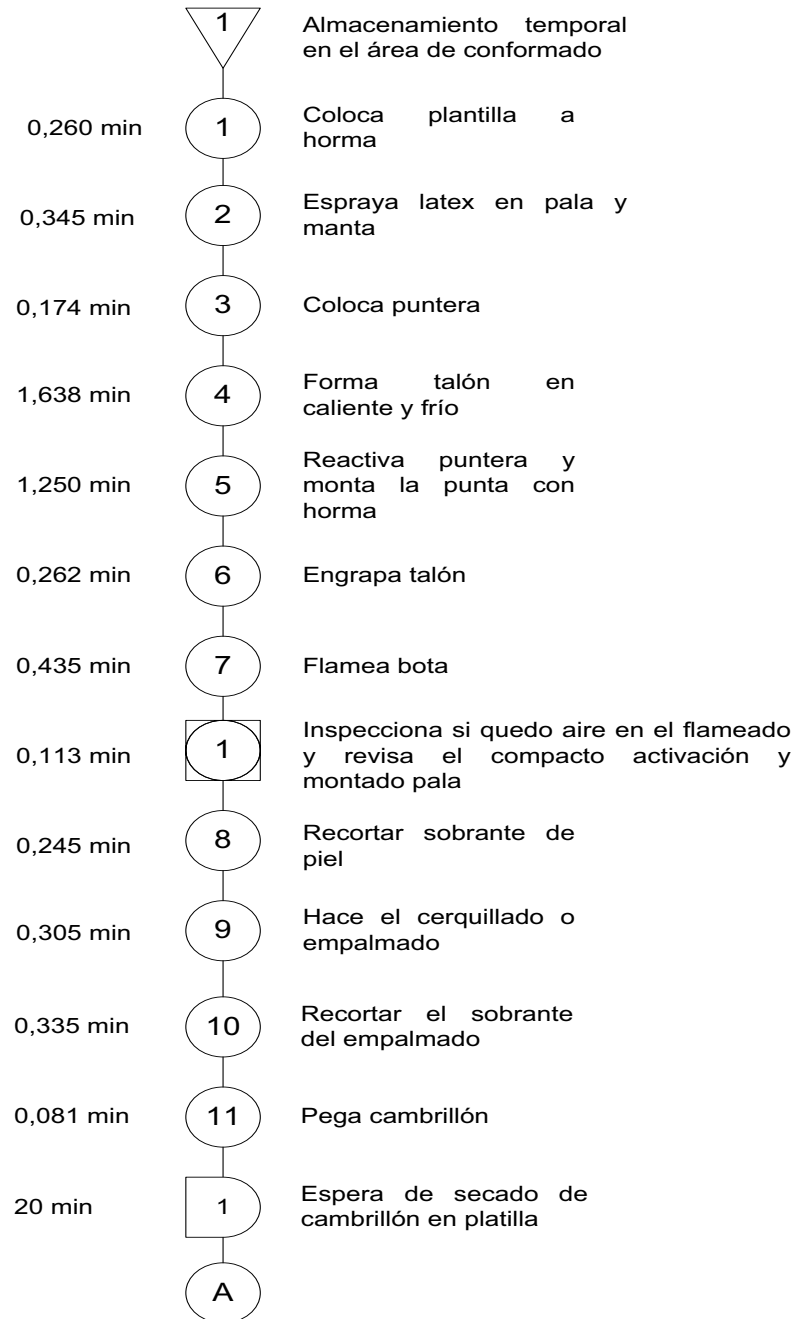 1
Almacenamiento temporal
en el área de conformado
0,260 min
1
Coloca plantilla a
horma
0,345 min
2
Espraya latex en pala y
manta
0,174 min
3
Coloca puntera
1,638 min
4
Forma talón en
caliente y frío
1,250 min
5
Reactiva puntera y
monta la punta con
horma
0,262 min
6
Engrapa talón
0,435 min
7
Flamea bota
0,113 min
1
Inspecciona si quedo aire en el flameado
y revisa el compacto activación y
montado pala
0,245 min
8
Recortar sobrante de
piel
0,305 min
9
Hace el cerquillado o
empalmado
0,335 min
10
Recortar el sobrante
del empalmado
0,081 min
11
Pega cambrillón
20 min
1
Espera de secado de
cambrillón en platilla
A